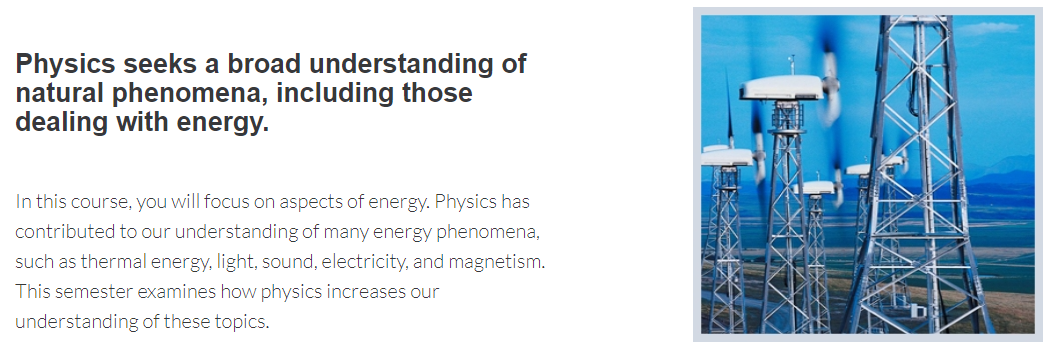 Physics seeks a broad understanding of
natural phenomena, including those
dealing with energy.
In this course, you will focus on aspects of energy. Physics has
contributed to our understanding of many energy phenomena,
such as thermal energy, light, sound, electricity, and magnetism.
This semester examines how physics increases our
understanding of these topics.